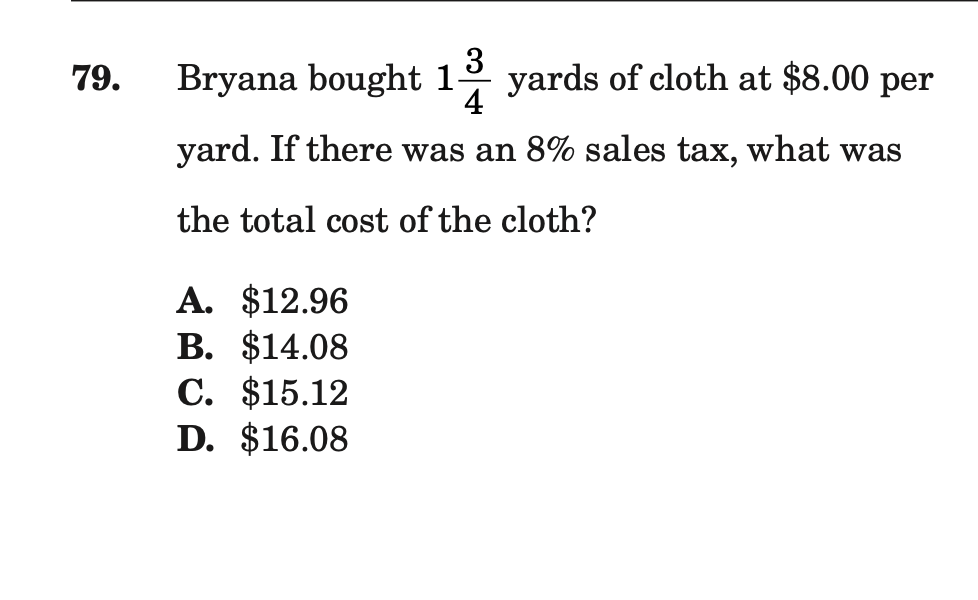 79. Bryana bought 1 3/4 yards of cloth at $8.00 per
yard. If there was an 8% sales tax, what was
the total cost of the cloth?
A. $12.96
B. $14.08
C. $15.12
D. $16.08